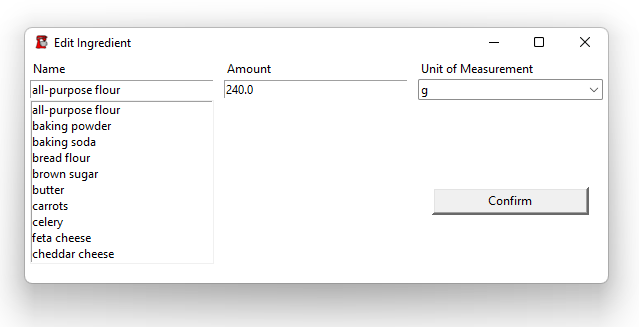 Edit Ingredient
Name
Amount
Unit of Measurement
all-purpose flour
240.0
g
all-purpose flour
baking powder
baking soda
bread flour
brown sugar
butter
carrots
celery
feta cheese
cheddar cheese
Confirm